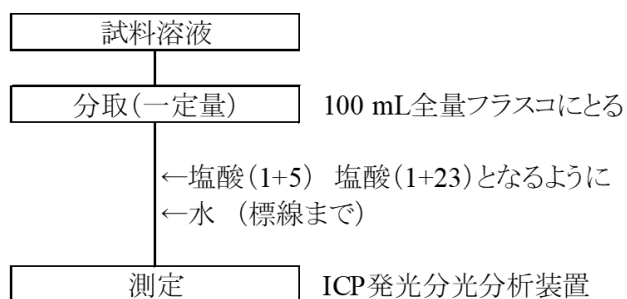 試料溶液
分取(一定量) 100 mL全量フラスコにとる
←塩酸(1+5) 塩酸(1+23)となるように
←水 (標線まで)
測定 ICP発光分光分析装置